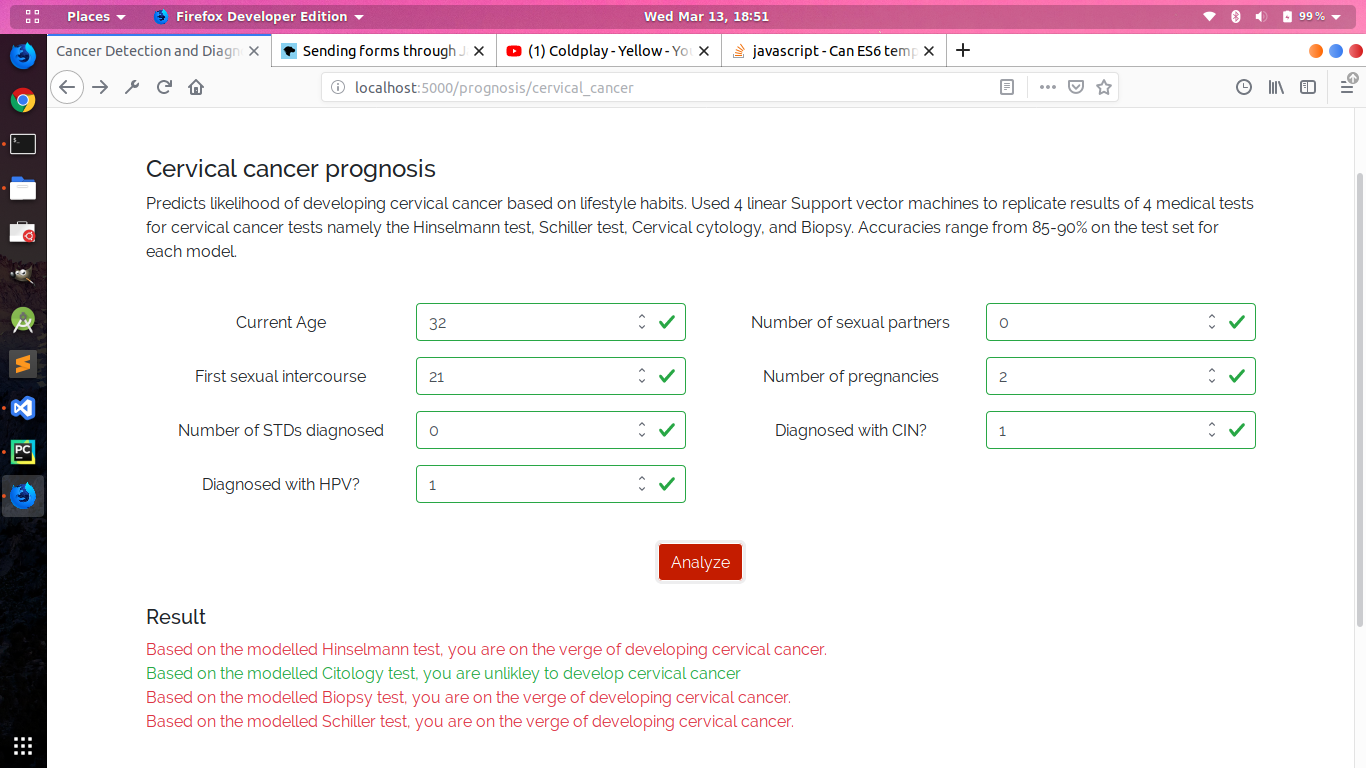 Places Firefox Developer Edition Wed Mar 13, 18:51 99 %
Cancer Detection and Diagn Sending forms through J (1) Coldplay - Yellow - Yo javascript - Can ES6 temp
localhost:5000/prognosis/cervical_cancer
Cervical cancer prognosis
Predicts likelihood of developing cervical cancer based on lifestyle habits. Used 4 linear Support vector machines to replicate results of 4 medical tests
for cervical cancer tests namely the Hinselmann test, Schiller test, Cervical cytology, and Biopsy. Accuracies range from 85-90% on the test set for
each model.
Current Age 32 Number of sexual partners 0
First sexual intercourse 21 Number of pregnancies 2
Number of STDs diagnosed 0 Diagnosed with CIN? 1
Diagnosed with HPV? 1
Analyze
Result
Based on the modelled Hinselmann test, you are on the verge of developing cervical cancer.
Based on the modelled Citology test, you are unlikley to develop cervical cancer
Based on the modelled Biopsy test, you are on the verge of developing cervical cancer.
Based on the modelled Schiller test, you are on the verge of developing cervical cancer.